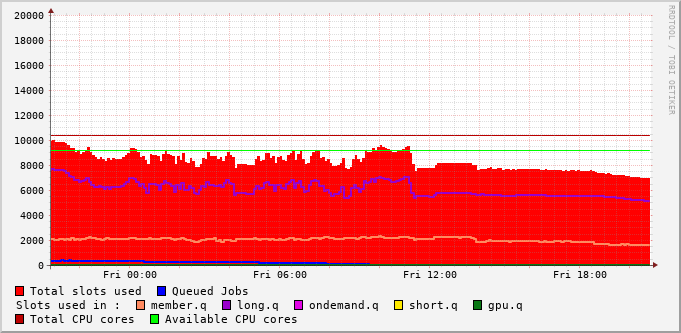 RRDTOOL / TOBI OETIKER
20000
18000
16000
14000
12000
10000
8000
6000
4000
2000
0
Fri 00:00 Fri 06:00 Fri 12:00 Fri 18:00
Total slots used Queued Jobs
Slots used in : member.q long.q ondemand.q short.q gpu.q
Total CPU cores Available CPU cores